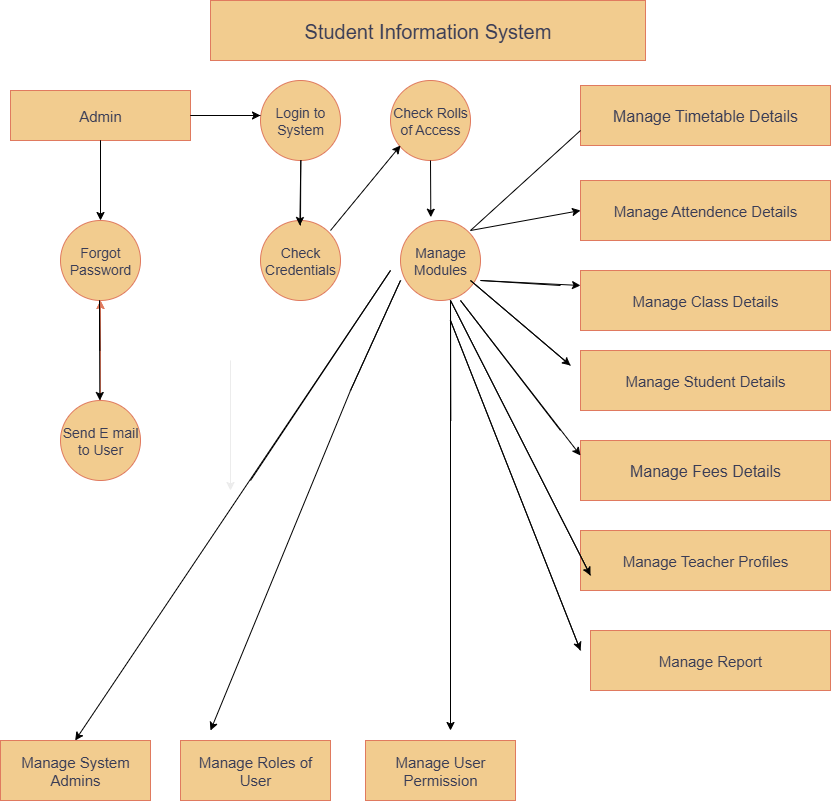 Student Information System
Admin
Login to
System
Check Rolls
of Access
Manage Timetable Details
Manage Attendence Details
Forgot
Password
Check
Credentials
Manage
Modules
Manage Class Details
Manage Student Details
Send E mail
to User
Manage Fees Details
Manage Teacher Profiles
Manage Report
Manage System
Admins
Manage Roles of
User
Manage User
Permission